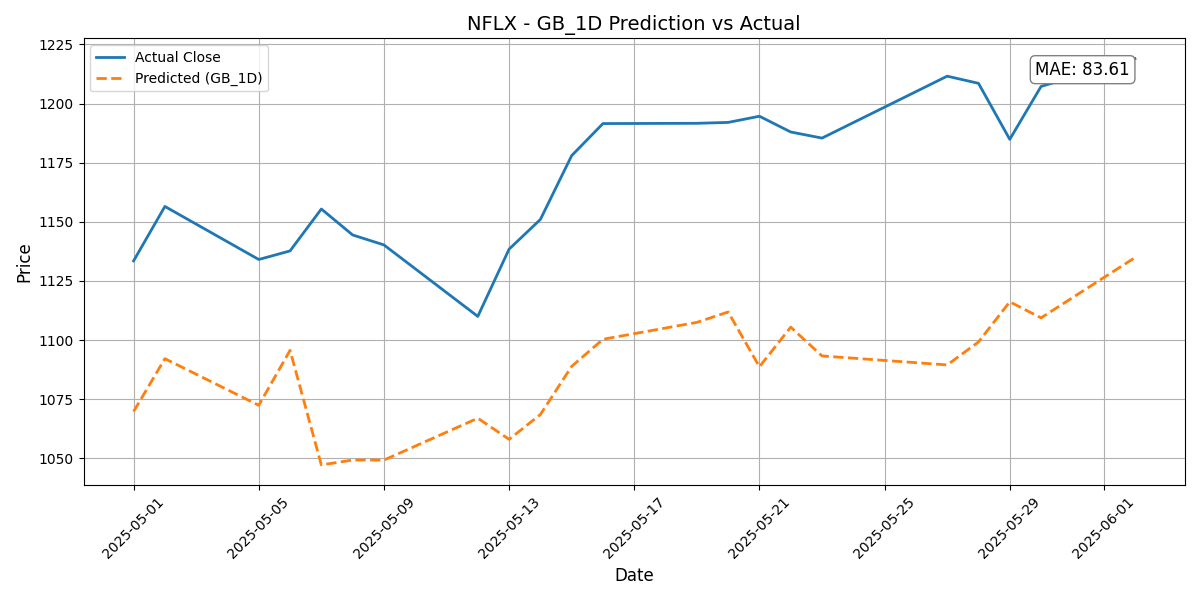 NFLX - GB_1D Prediction vs Actual
Actual Close
Predicted (GB_1D)
MAE: 83.61
Price
1225
1200
1175
1150
1125
1100
1075
1050
2025-05-01
2025-05-05
2025-05-09
2025-05-13
2025-05-17
2025-05-21
2025-05-25
2025-05-29
2025-06-01
Date